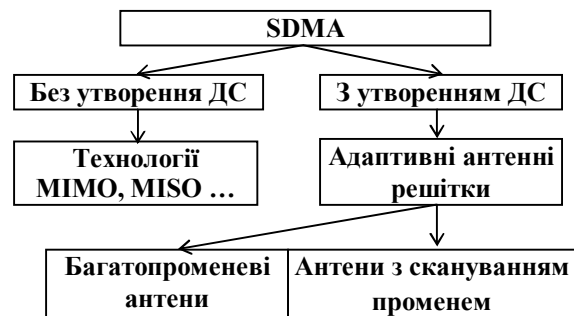 SDMA
Без утворення ДС
З утворенням ДС
Технології
MIMO, MISO …
Адаптивні антенні
решітки
Багатопроменеві
антени
Антени з скануванням
променем